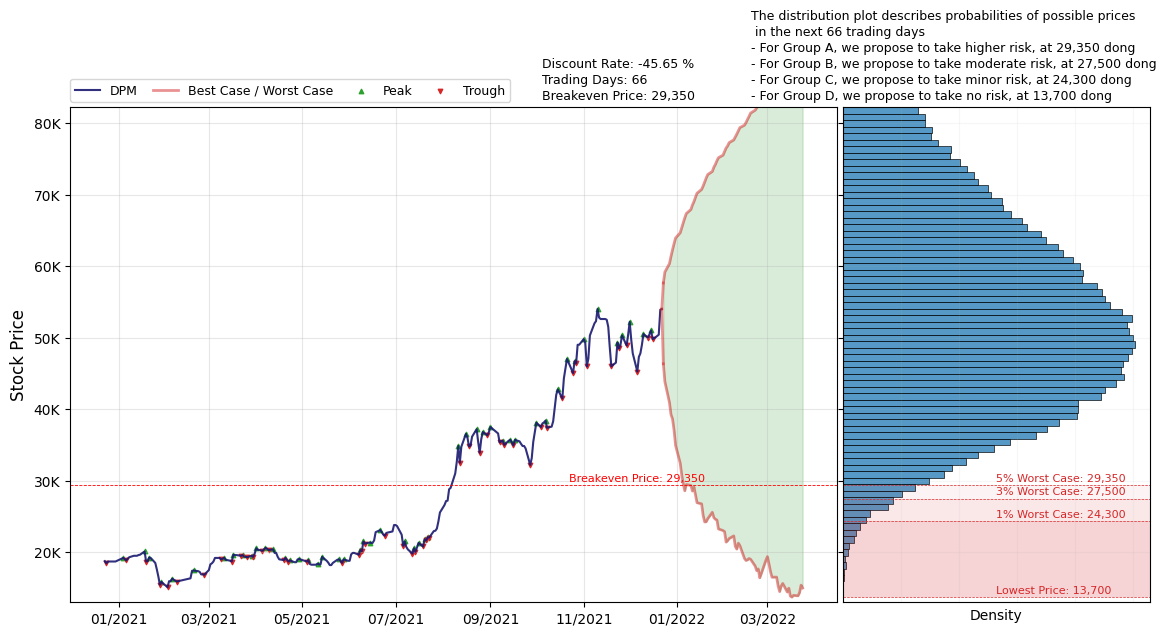 The distribution plot describes probabilities of possible prices
in the next 66 trading days
- For Group A, we propose to take higher risk, at 29,350 dong
- For Group B, we propose to take moderate risk, at 27,500 dong
- For Group C, we propose to take minor risk, at 24,300 dong
- For Group D, we propose to take no risk, at 13,700 dong
Discount Rate: -45.65 %
Trading Days: 66
Breakeven Price: 29,350
DPM Best Case / Worst Case Peak Trough
80K
70K
60K
50K
40K
30K
20K
Stock Price
Breakeven Price: 29,350
5% Worst Case: 29,350
3% Worst Case: 27,500
1% Worst Case: 24,300
Lowest Price: 13,700
01/2021 03/2021 05/2021 07/2021 09/2021 11/2021 01/2022 03/2022
Density